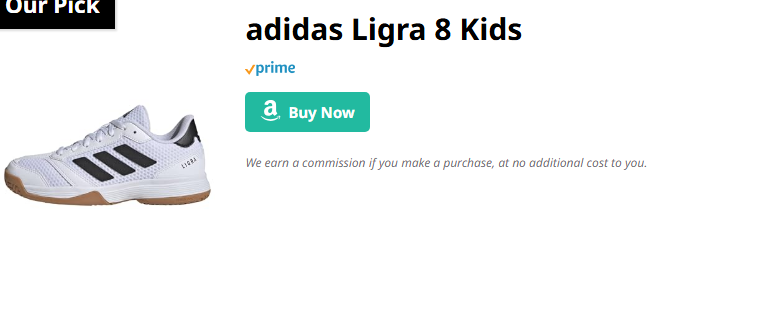 Our Pick
adidas Ligra 8 Kids
prime
a Buy Now
We earn a commission if you make a purchase, at no additional cost to you.
LIGRA